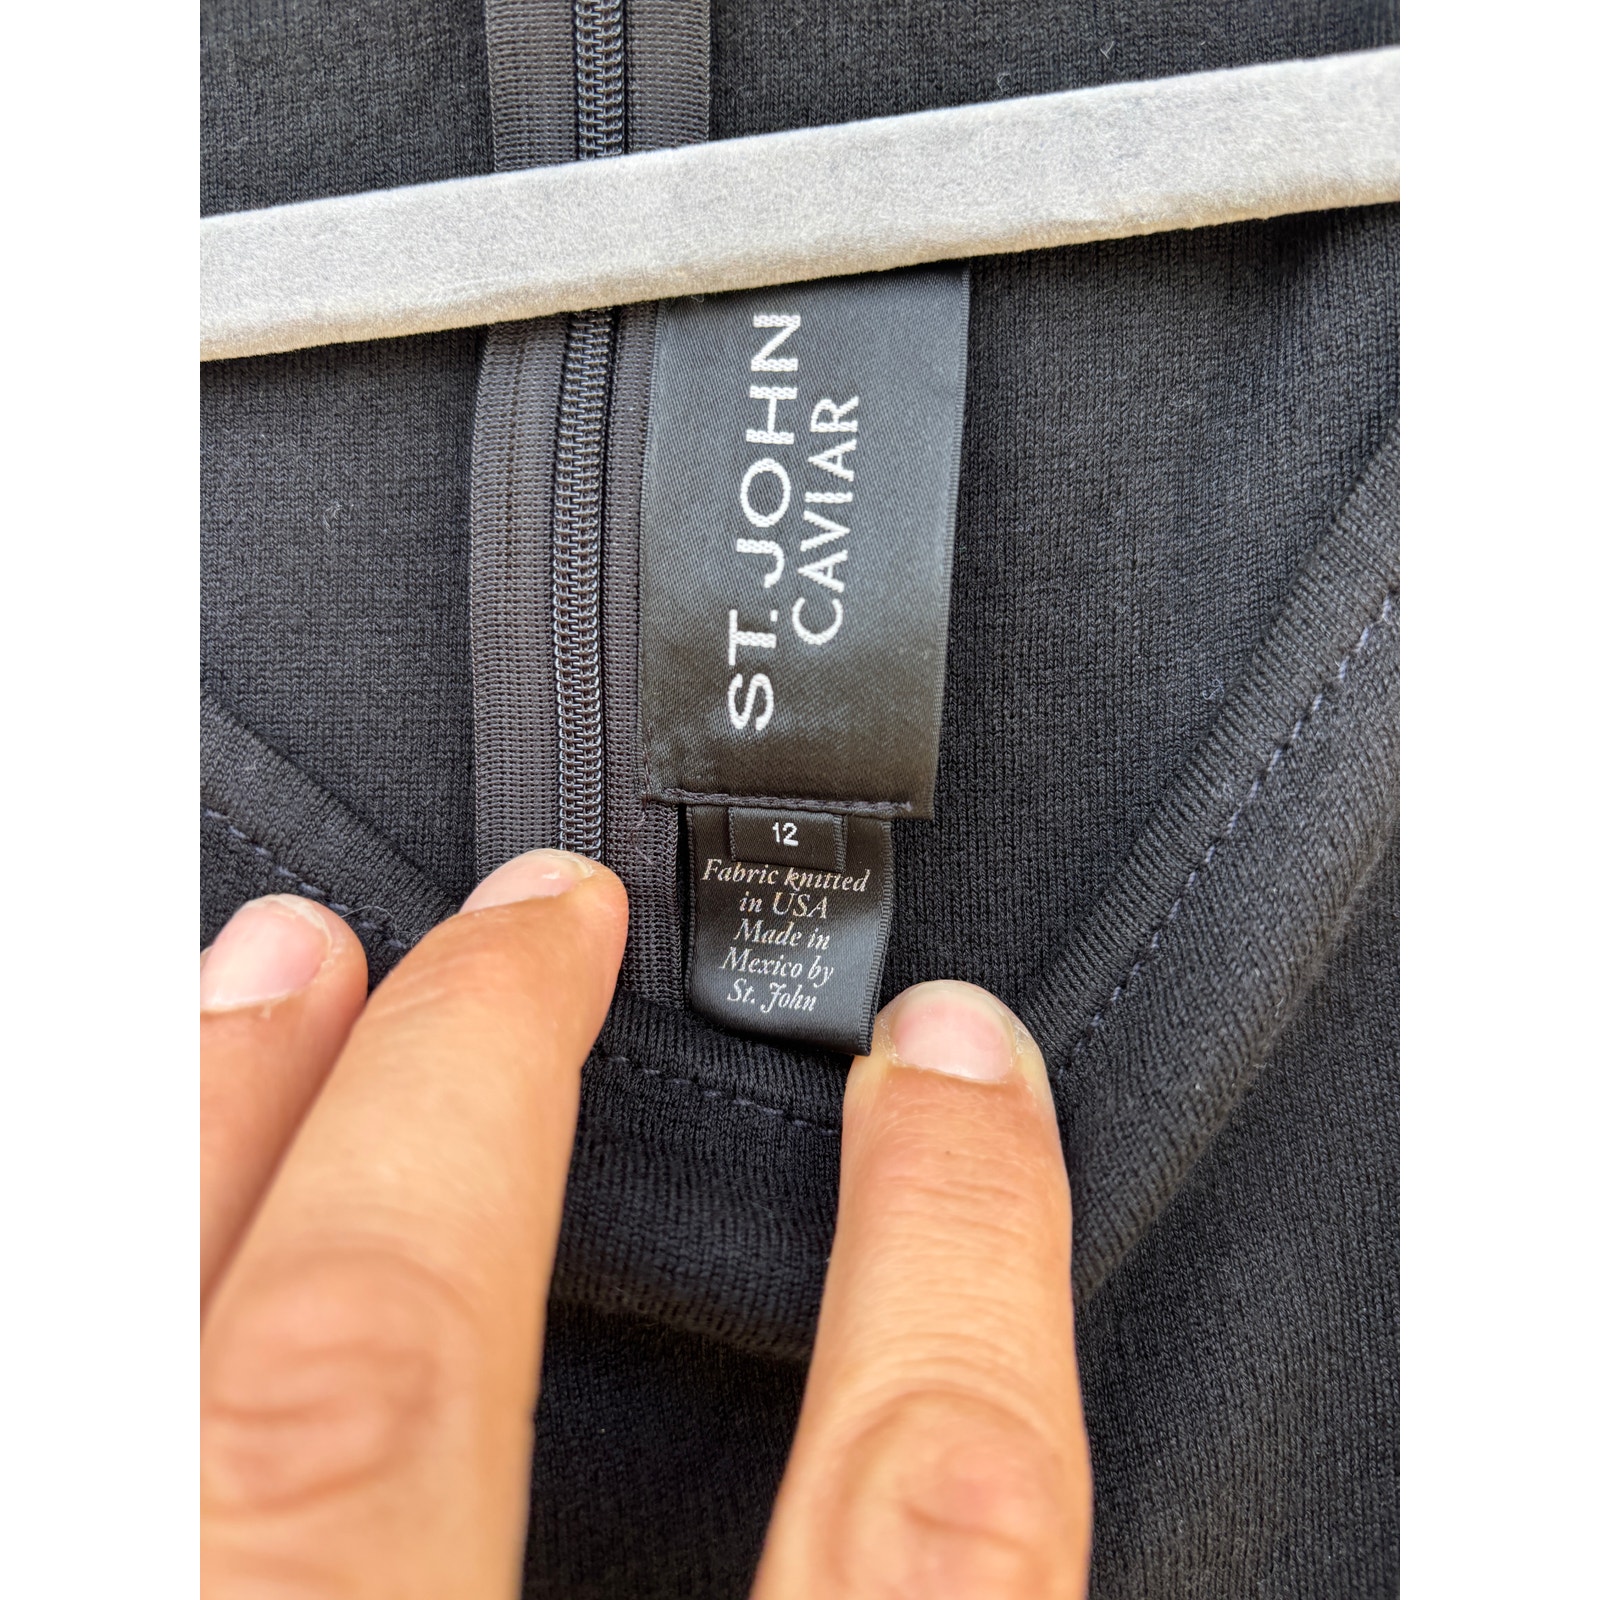 ST. JOHN
CAVIAR
12
Fabric knitted
in USA
Made in
Mexico by
St. John